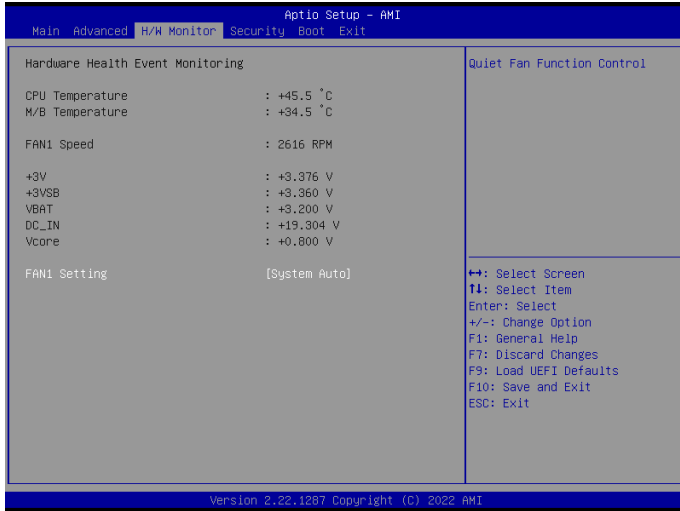 Aptio Setup - AMI
Main Advanced H/W Monitor Security Boot Exit
Hardware Health Event Monitoring
CPU Temperature : +45.5 °C
M/B Temperature : +34.5 °C
FAN1 Speed : 2616 RPM
+3V : +3.376 V
+3VSB : +3.360 V
VBAT : +3.200 V
DC_IN : +19.304 V
Vcore : +0.800 V
FAN1 Setting [System Auto]
Quiet Fan Function Control
↔: Select Screen
↑↓: Select Item
Enter: Select
+/-: Change Option
F1: General Help
F7: Discard Changes
F9: Load UEFI Defaults
F10: Save and Exit
ESC: Exit
Version 2.22.1287 Copyright (C) 2022 AMI